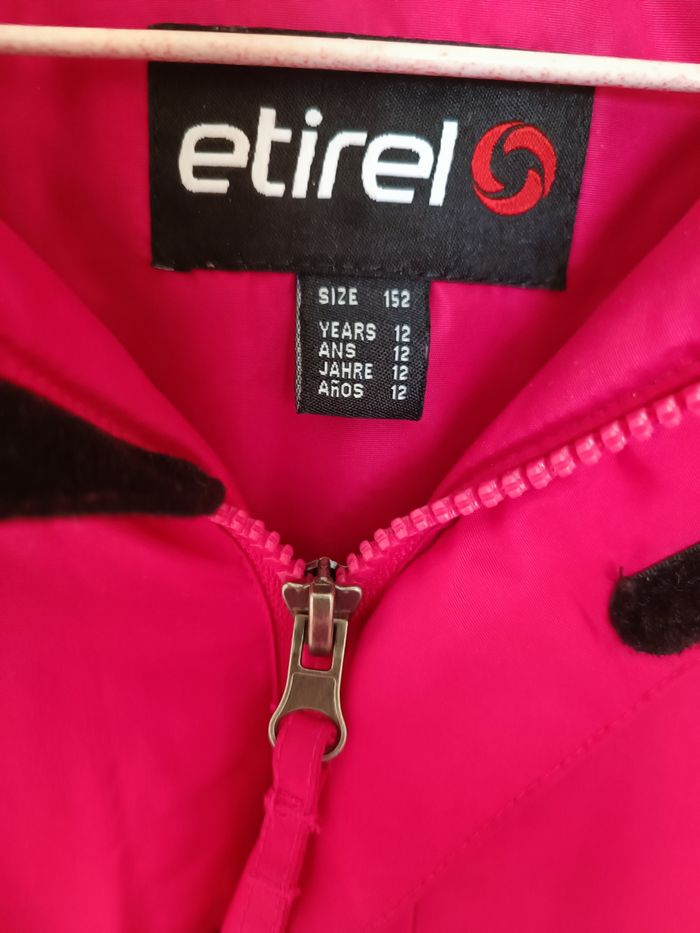 etirel
SIZE 152
YEARS 12
ANS 12
JAHRE 12
AÑOS 12